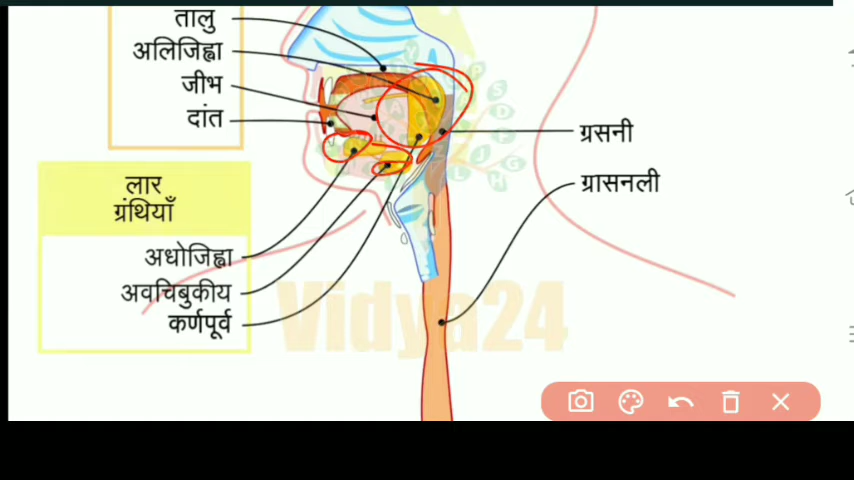 तालु
अलिजिह्वा
जीभ
दांत
ग्रसनी
ग्रासनली
लार
ग्रंथियाँ
अधोजिह्वा
अवचिबुकीय
कर्णपूर्व
Vidya24